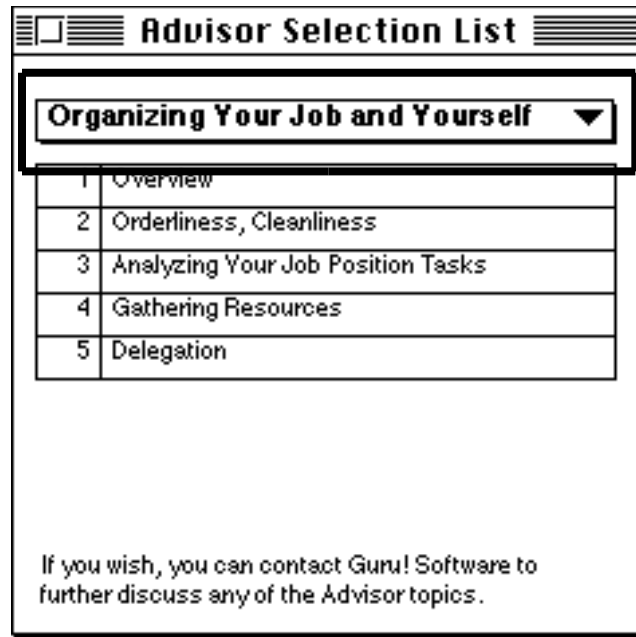 Advisor Selection List
Organizing Your Job and Yourself
1 Overview
2 Orderliness, Cleanliness
3 Analyzing Your Job Position Tasks
4 Gathering Resources
5 Delegation
If you wish, you can contact Guru! Software to
further discuss any of the Advisor topics.